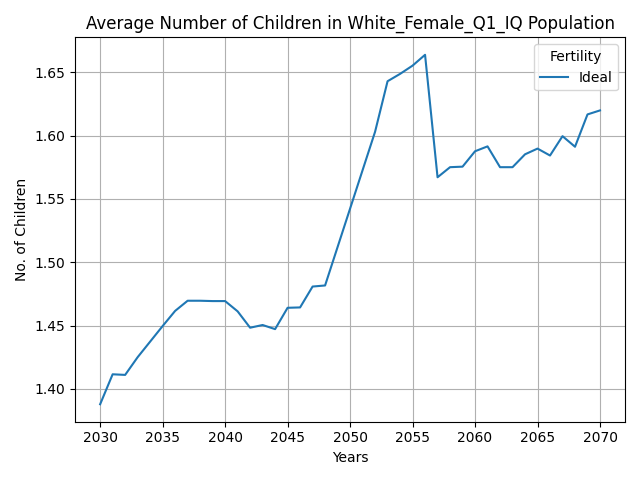 Average Number of Children in White_Female_Q1_IQ Population
Fertility
Ideal
No. of Children
1.65
1.60
1.55
1.50
1.45
1.40
2030 2035 2040 2045 2050 2055 2060 2065 2070
Years